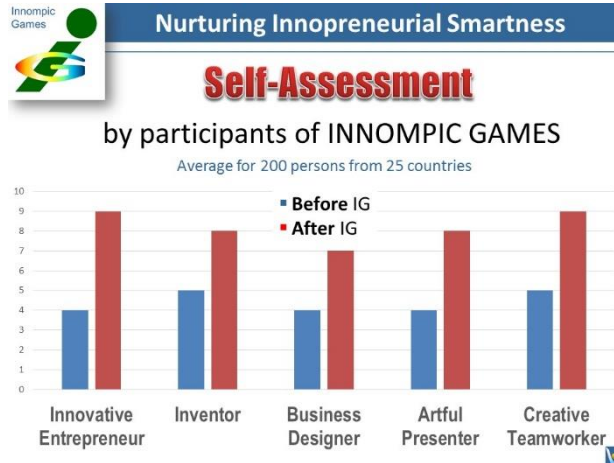 Innompic
Games
Nurturing Innopreneurial Smartness
Self-Assessment
by participants of INNOMPIC GAMES
Average for 200 persons from 25 countries
Before IG
After IG
10
9
8
7
6
5
4
3
2
1
0
Innovative
Entrepreneur
Inventor
Business
Designer
Artful
Presenter
Creative
Teamworker